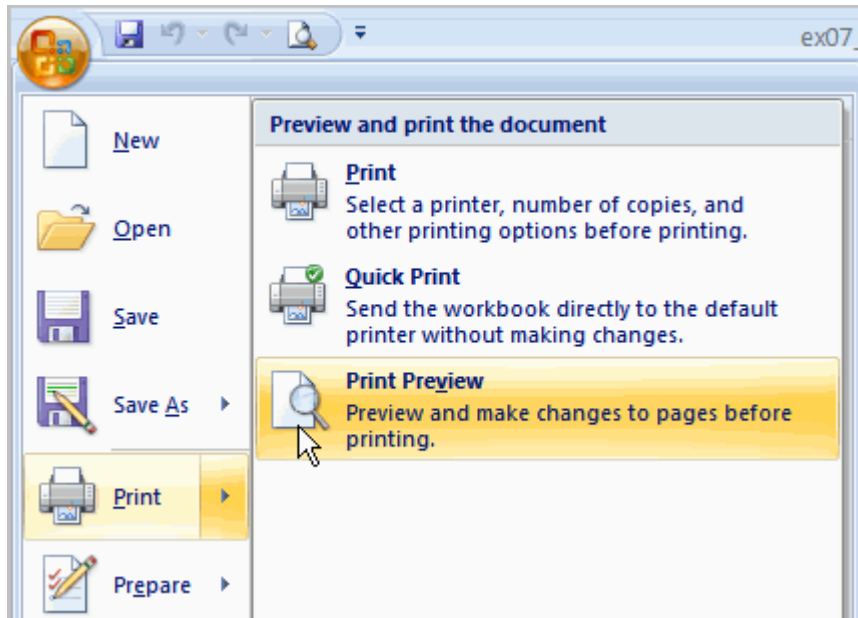 ex07_
New
Open
Save
Save As
Print
Prepare
Preview and print the document
Print
Select a printer, number of copies, and
other printing options before printing.
Quick Print
Send the workbook directly to the default
printer without making changes.
Print Preview
Preview and make changes to pages before
printing.